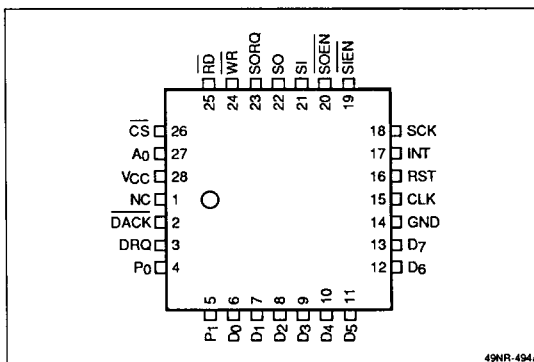 RD WR SORQ SO SI SOEN SIEN
25 24 23 22 21 20 19
CS 26 18 SCK
A0 27 17 INT
VCC 28 16 RST
NC 1 15 CLK
DACK 2 14 GND
DRQ 3 13 D7
P0 4 12 D6
5 6 7 8 9 10 11
P1 D0 D1 D2 D3 D4 D5